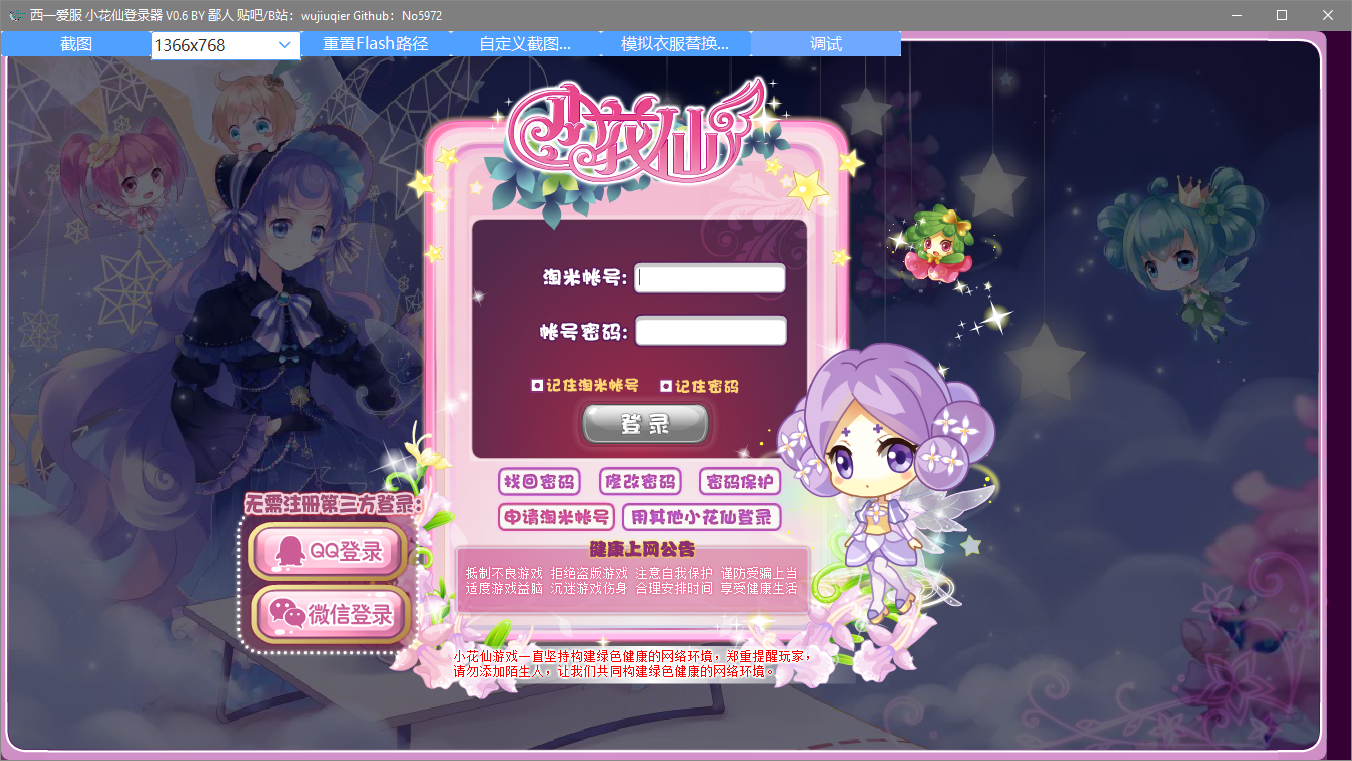 西一爱服 小花仙登录器 V0.6 BY 鄙人 贴吧/B站：wujiuqier Github：No5972
截图 1366x768 重置Flash路径 自定义截图... 模拟衣服替换... 调试
小花仙
淘米帐号:
帐号密码:
记住淘米帐号 记住密码
登录
找回密码 修改密码 密码保护
申请淘米帐号 用其他小花仙登录
无需注册第三方登录:
QQ登录
微信登录
健康上网公告
抵制不良游戏 拒绝盗版游戏 注意自我保护 谨防受骗上当
适度游戏益脑 沉迷游戏伤身 合理安排时间 享受健康生活
小花仙游戏一直坚持构建绿色健康的网络环境，郑重提醒玩家，
请勿添加陌生人，让我们共同构建绿色健康的网络环境。